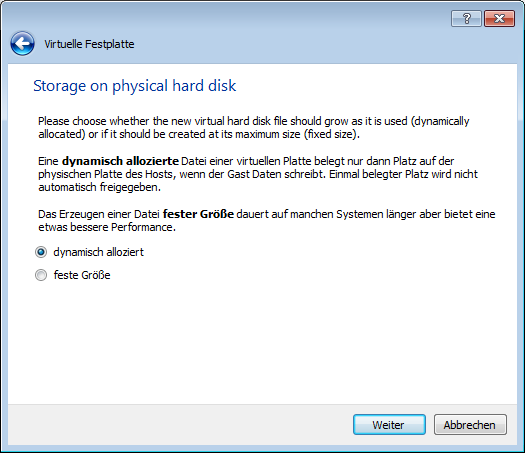 Virtuelle Festplatte
Storage on physical hard disk
Please choose whether the new virtual hard disk file should grow as it is used (dynamically
allocated) or if it should be created at its maximum size (fixed size).
Eine dynamisch allozierte Datei einer virtuellen Platte belegt nur dann Platz auf der
physischen Platte des Hosts, wenn der Gast Daten schreibt. Einmal belegter Platz wird nicht
automatisch freigegeben.
Das Erzeugen einer Datei fester Größe dauert auf manchen Systemen länger aber bietet eine
etwas bessere Performance.
dynamisch alloziert
feste Größe
Weiter
Abbrechen